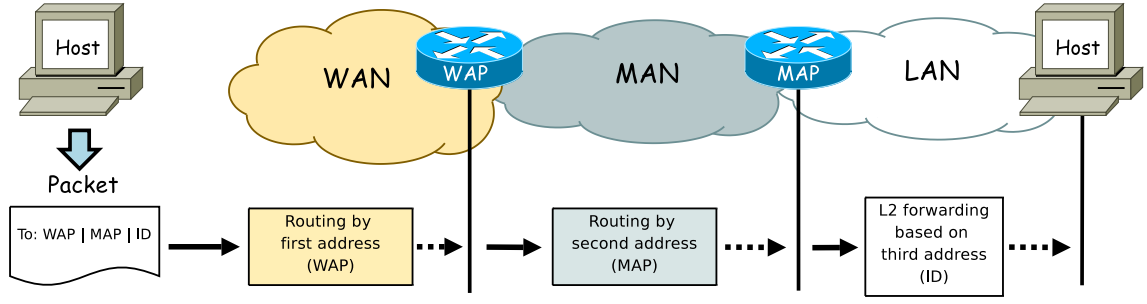 Host
WAN
WAP
MAN
MAP
LAN
Host
Packet
To: WAP | MAP | ID
Routing by
first address
(WAP)
Routing by
second address
(MAP)
L2 forwarding
based on
third address
(ID)